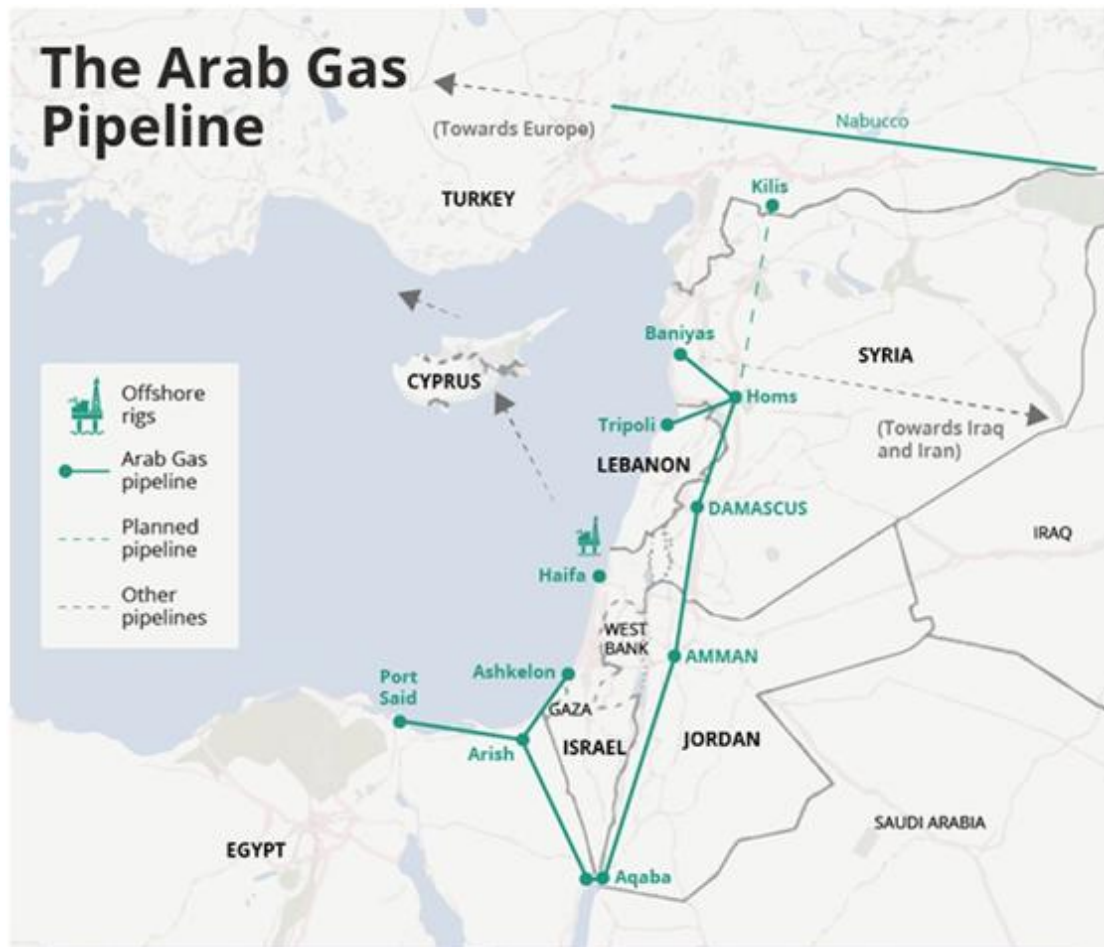 The Arab Gas
Pipeline
Nabucco
(Towards Europe)
Kilis
TURKEY
Baniyas
SYRIA
CYPRUS
Homs
Offshore
rigs
Tripoli
(Towards Iraq
and Iran)
LEBANON
Arab Gas
pipeline
DAMASCUS
Planned
pipeline
IRAQ
Haifa
Other
pipelines
WEST
BANK
AMMAN
Ashkelon
Port
Said
GAZA
Arish
ISRAEL
JORDAN
SAUDI ARABIA
EGYPT
Aqaba